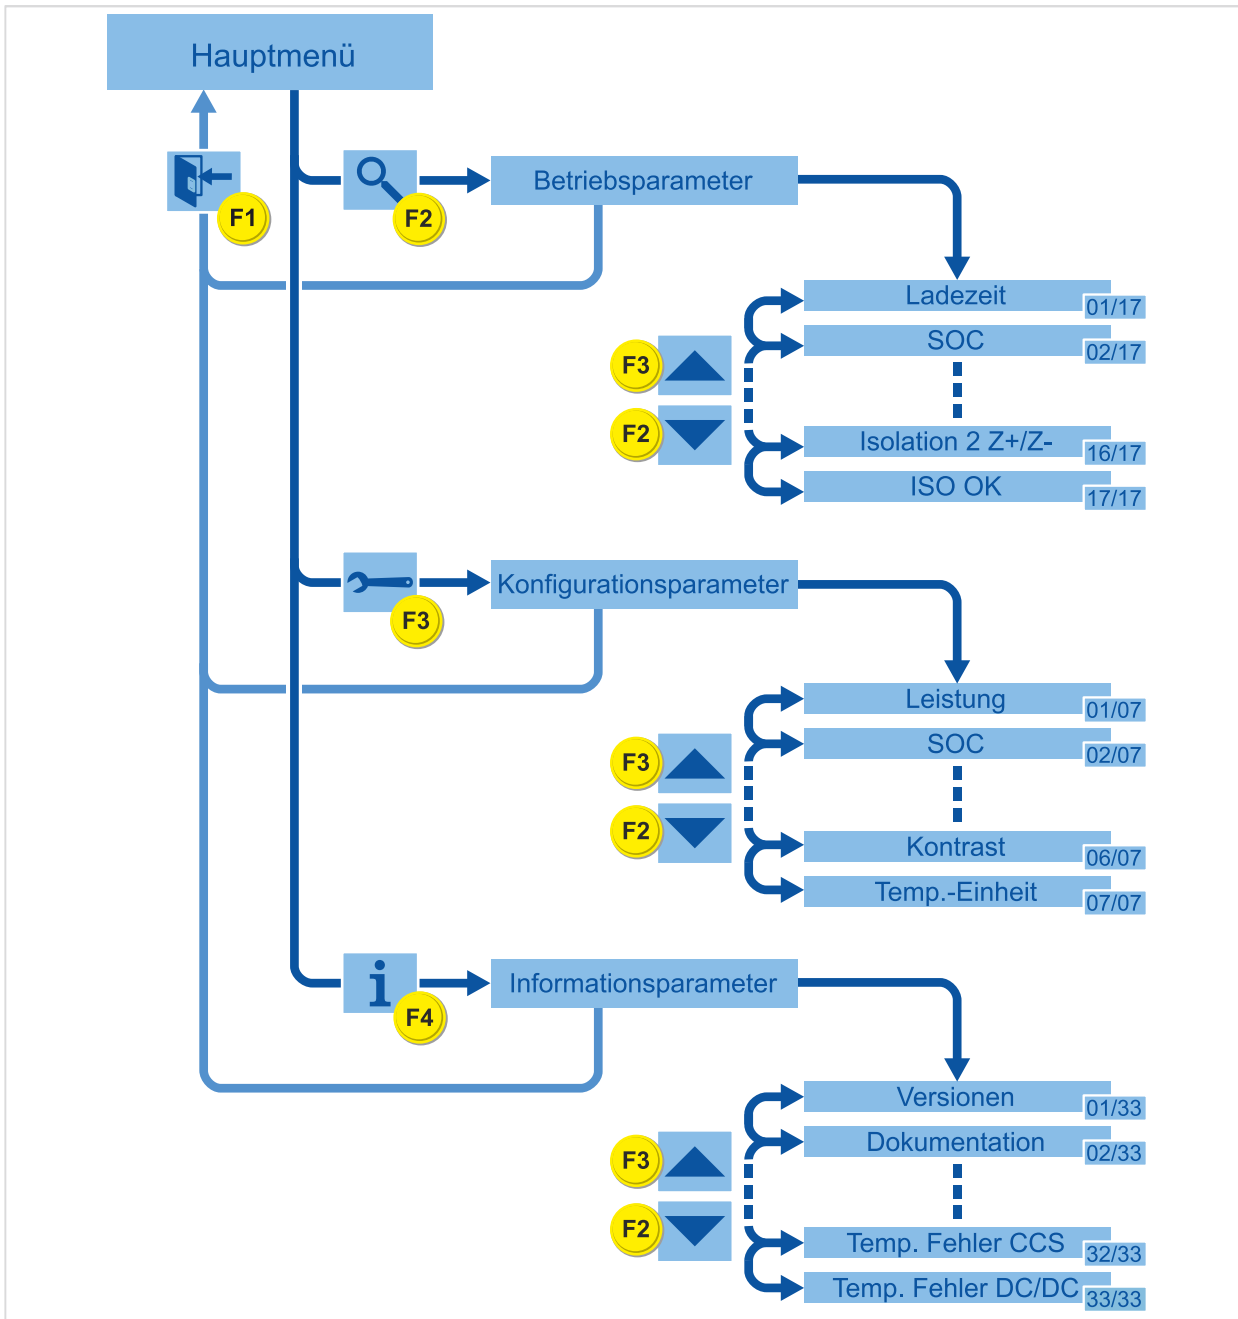 Hauptmenü
F1
F2
Betriebsparameter
Ladezeit
01/17
SOC
02/17
F3
F2
Isolation 2 Z+/Z-
16/17
ISO OK
17/17
F3
Konfigurationsparameter
Leistung
01/07
SOC
02/07
F3
F2
Kontrast
06/07
Temp.-Einheit
07/07
i
F4
Informationsparameter
Versionen
01/33
Dokumentation
02/33
F3
F2
Temp. Fehler CCS
32/33
Temp. Fehler DC/DC
33/33